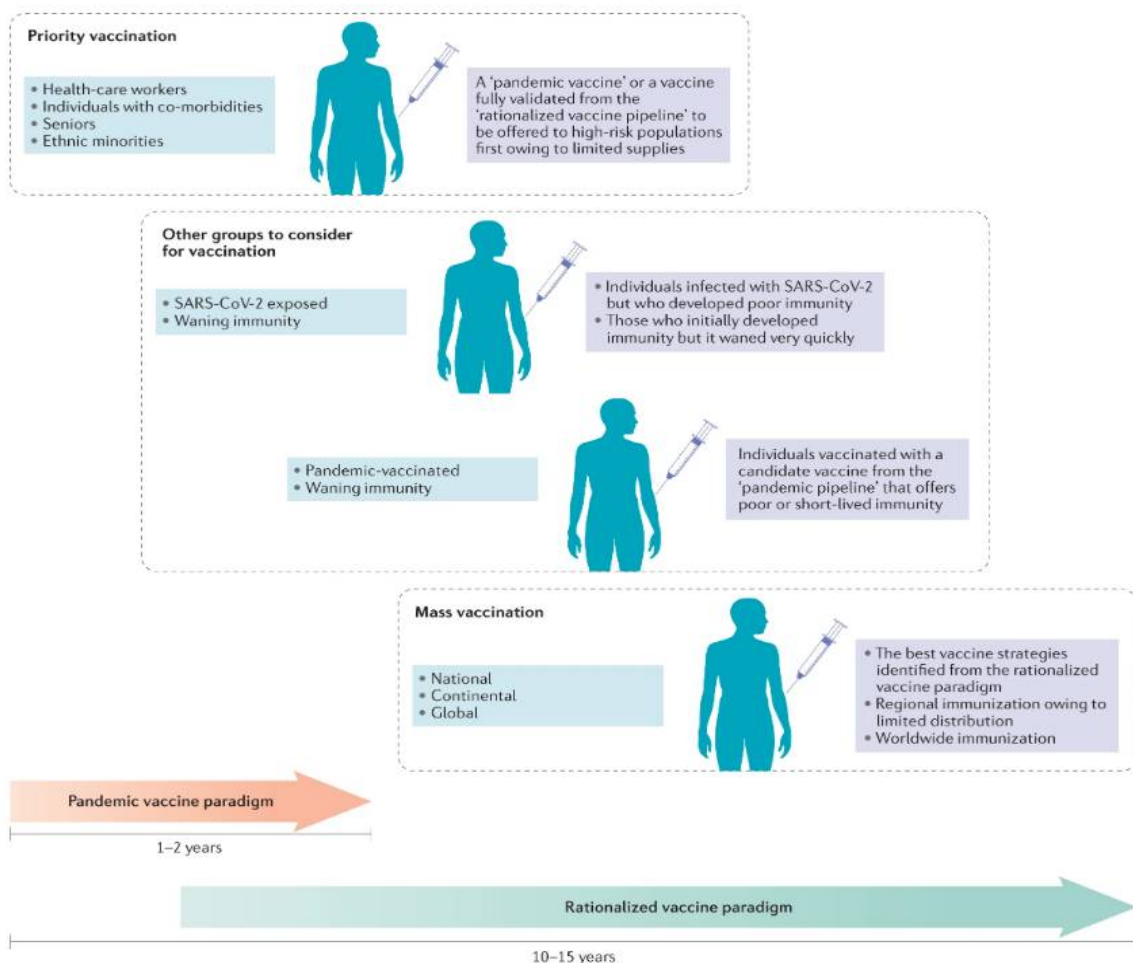 Priority vaccination
• Health-care workers
• Individuals with co-morbidities
• Seniors
• Ethnic minorities
A ‘pandemic vaccine’ or a vaccine
fully validated from the
‘rationalized vaccine pipeline’ to
be offered to high-risk populations
first owing to limited supplies
Other groups to consider
for vaccination
• SARS-CoV-2 exposed
• Waning immunity
• Individuals infected with SARS-CoV-2
but who developed poor immunity
• Those who initially developed
immunity but it waned very quickly
• Pandemic-vaccinated
• Waning immunity
Individuals vaccinated with a
candidate vaccine from the
‘pandemic pipeline’ that offers
poor or short-lived immunity
Mass vaccination
• National
• Continental
• Global
• The best vaccine strategies
identified from the rationalized
vaccine paradigm
• Regional immunization owing to
limited distribution
• Worldwide immunization
Pandemic vaccine paradigm
1–2 years
Rationalized vaccine paradigm
10–15 years